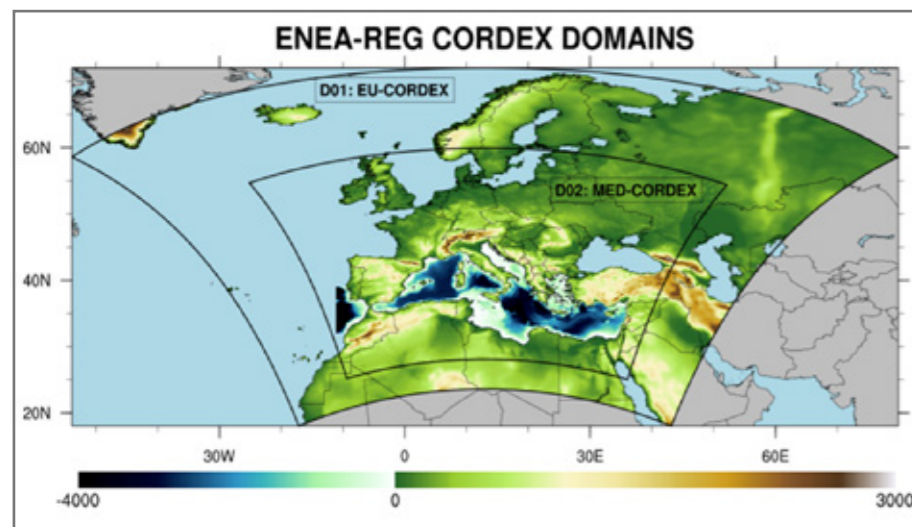 ENEA-REG CORDEX DOMAINS
D01: EU-CORDEX
60N
D02: MED-CORDEX
40N
20N
30W 0 30E 60E
-4000 0 3000